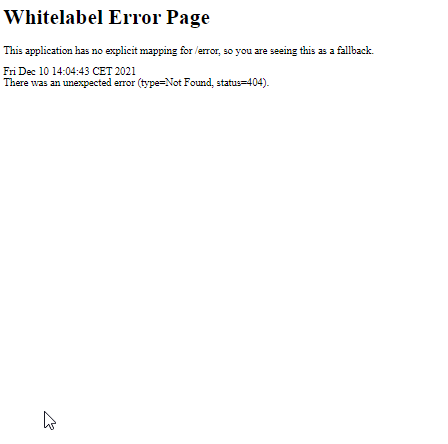 Whitelabel Error Page
This application has no explicit mapping for /error, so you are seeing this as a fallback.
Fri Dec 10 14:04:43 CET 2021
There was an unexpected error (type=Not Found, status=404).